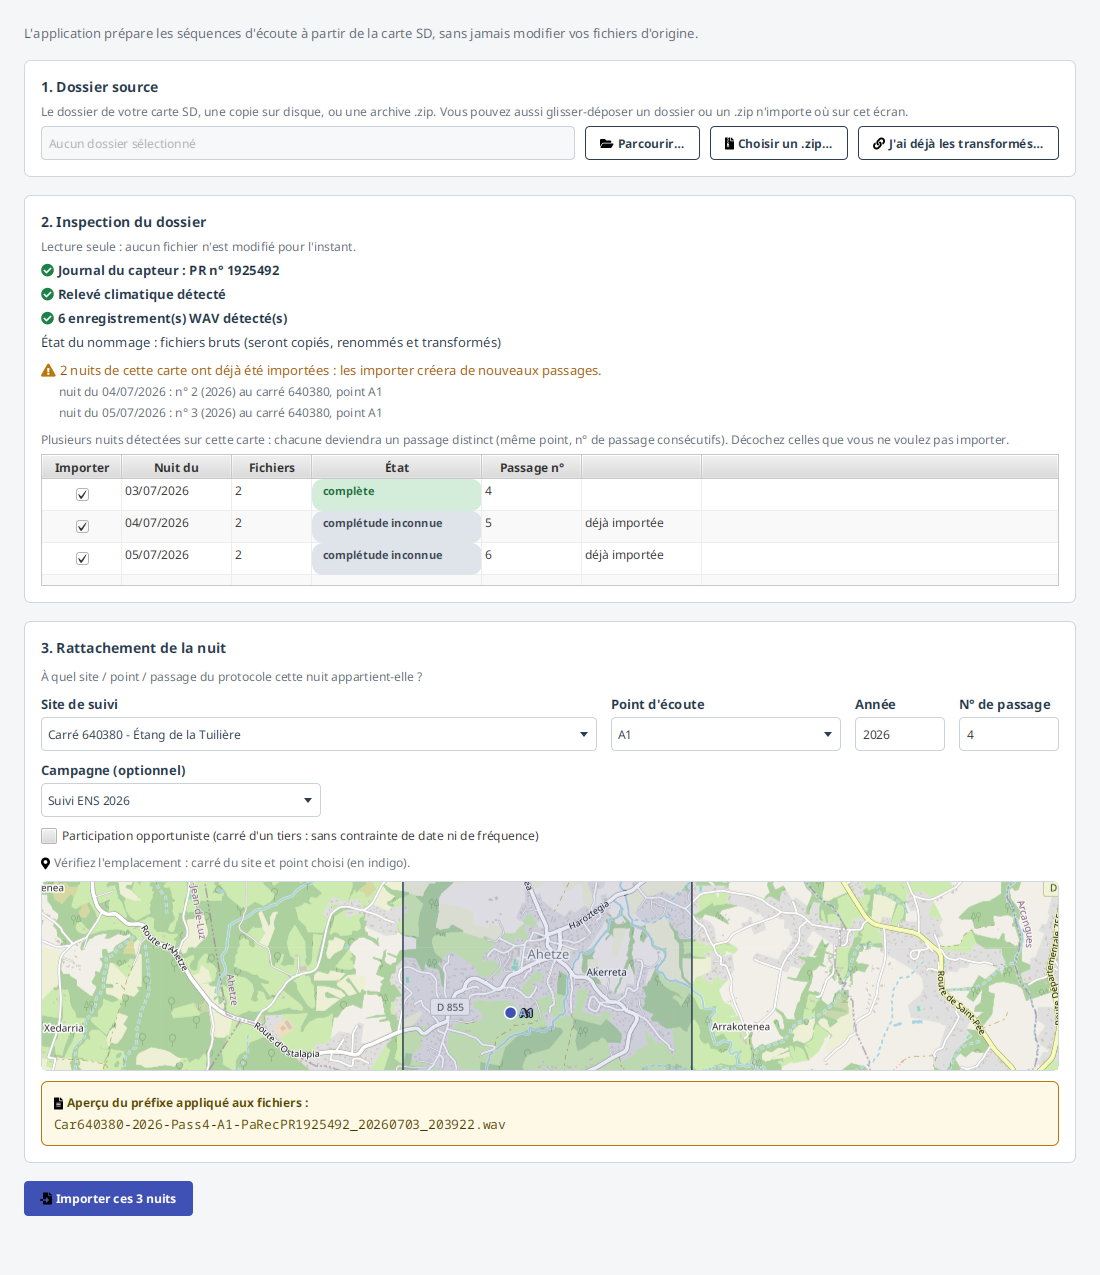 L'application prépare les séquences d'écoute à partir de la carte SD, sans jamais modifier vos fichiers d'origine.
1. Dossier source
Le dossier de votre carte SD, une copie sur disque, ou une archive .zip. Vous pouvez aussi glisser-déposer un dossier ou un .zip n'importe où sur cet écran.
Aucun dossier sélectionné
Parcourir...
Choisir un .zip...
J'ai déjà les transformés...
2. Inspection du dossier
Lecture seule : aucun fichier n'est modifié pour l'instant.
Journal du capteur : PR n° 1925492
Relevé climatique détecté
6 enregistrement(s) WAV détecté(s)
État du nommage : fichiers bruts (seront copiés, renommés et transformés)
2 nuits de cette carte ont déjà été importées : les importer créera de nouveaux passages.
nuit du 04/07/2026 : n° 2 (2026) au carré 640380, point A1
nuit du 05/07/2026 : n° 3 (2026) au carré 640380, point A1
Plusieurs nuits détectées sur cette carte : chacune deviendra un passage distinct (même point, n° de passage consécutifs). Décochez celles que vous ne voulez pas importer.
Importer Nuit du Fichiers État Passage n°
03/07/2026 2 complète 4
04/07/2026 2 complétude inconnue 5 déjà importée
05/07/2026 2 complétude inconnue 6 déjà importée
3. Rattachement de la nuit
À quel site / point / passage du protocole cette nuit appartient-elle ?
Site de suivi Point d'écoute Année N° de passage
Carré 640380 - Étang de la Tuilière A1 2026 4
Campagne (optionnel)
Suivi ENS 2026
Participation opportuniste (carré d'un tiers : sans contrainte de date ni de fréquence)
Vérifiez l'emplacement : carré du site et point choisi (en indigo).
enea
-Jean-de-Luz
ea
D
Arcangues
Haroztegia
Route d'Ahetze
Ahetze
Akerreta
Ahetze
D 855
A1
Xedarria
Route d'Ostalapia
Arrakotenea
Route de Saint-Pée
Route Départementale 755
Aperçu du préfixe appliqué aux fichiers :
Car640380-2026-Pass4-A1-PaRecPR1925492_20260703_203922.wav
Importer ces 3 nuits